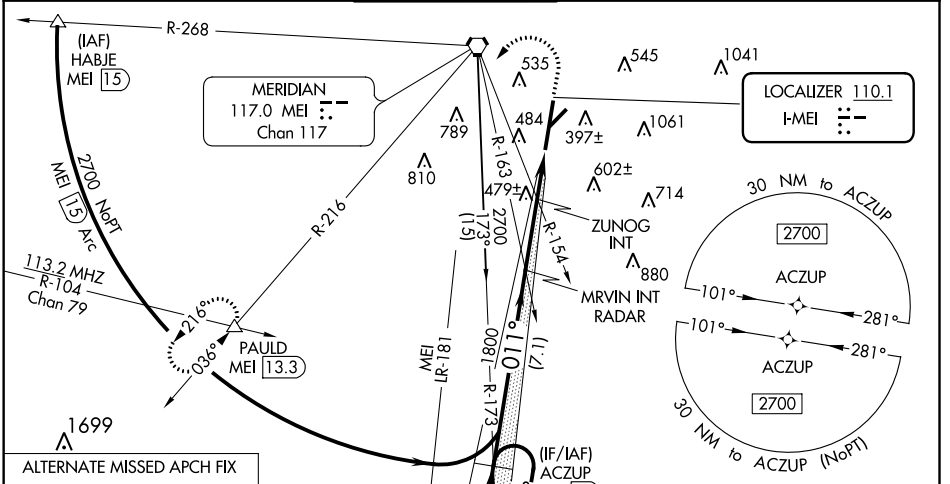 R-268
(IAF)
HABJE
MEI 15
MERIDIAN
117.0 MEI
Chan 117
535
545
1041
LOCALIZER 110.1
I-MEI
789
484
397±
1061
810
R-163
479±
602±
714
2700 NoPT
MEI 15 Arc
R-216
2700
173°
(15)
ZUNOG
INT
R-154
880
MRVIN INT
RADAR
113.2 MHZ
R-104
Chan 79
216°
036°
PAULD
MEI 13.3
MEI
LR-181
1800
R-173
011°
(7.1)
30 NM to ACZUP
2700
ACZUP
101°
281°
101°
281°
ACZUP
2700
30 NM to ACZUP (NoPT)
1699
ALTERNATE MISSED APCH FIX
(IF/IAF)
ACZUP